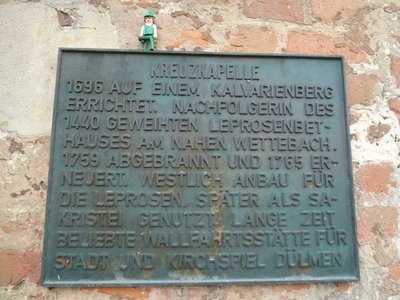 KREUZKAPELLE
1696 AUF EINEM KALVARIENBERG
ERRICHTET. NACHFOLGERIN DES
1440 GEWEIHTEN LEPROSENBET-
HAUSES AM NAHEN WETTEBACH.
1759 ABGEBRANNT UND 1765 ER-
NEUERT. WESTLICH ANBAU FÜR
DIE LEPROSEN, SPÄTER ALS SA-
KRISTEI GENUTZT. LANGE ZEIT
BELIEBTE WALLFAHRTSSTÄTTE FÜR
STADT UND KIRCHSPIEL DÜLMEN